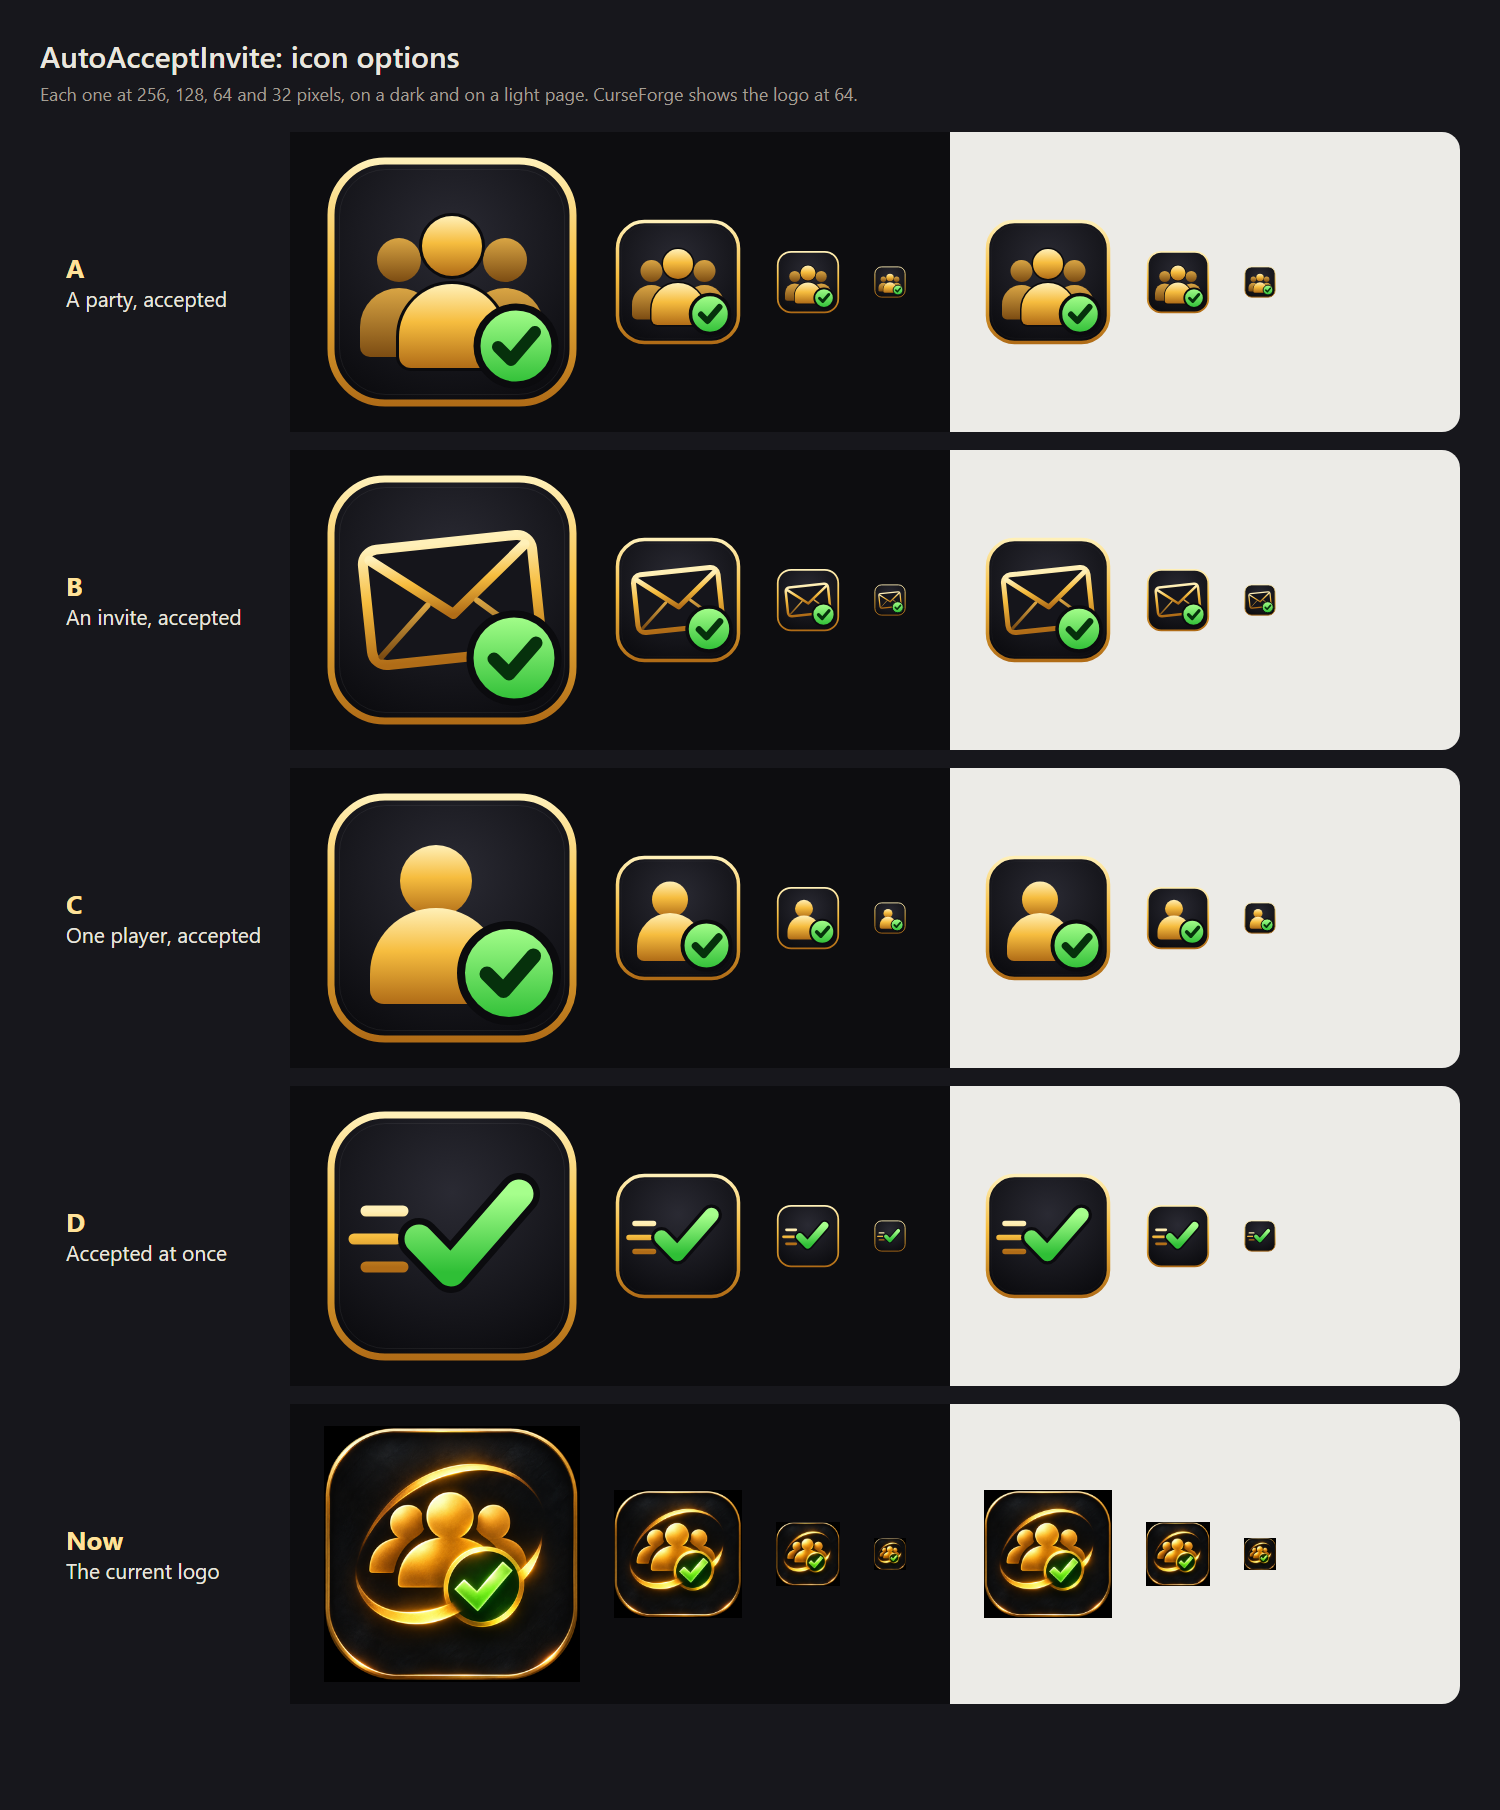 AutoAcceptInvite: icon options
Each one at 256, 128, 64 and 32 pixels, on a dark and on a light page. CurseForge shows the logo at 64.
A
A party, accepted
B
An invite, accepted
C
One player, accepted
D
Accepted at once
Now
The current logo